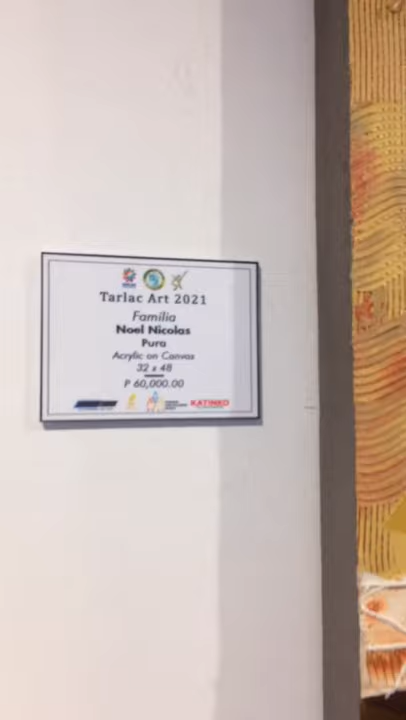 Tarlac Art 2021
Familia
Noel Nicolas
Pura
Acrylic on Canvas
32 x 48
P 60,000.00
KATINKO